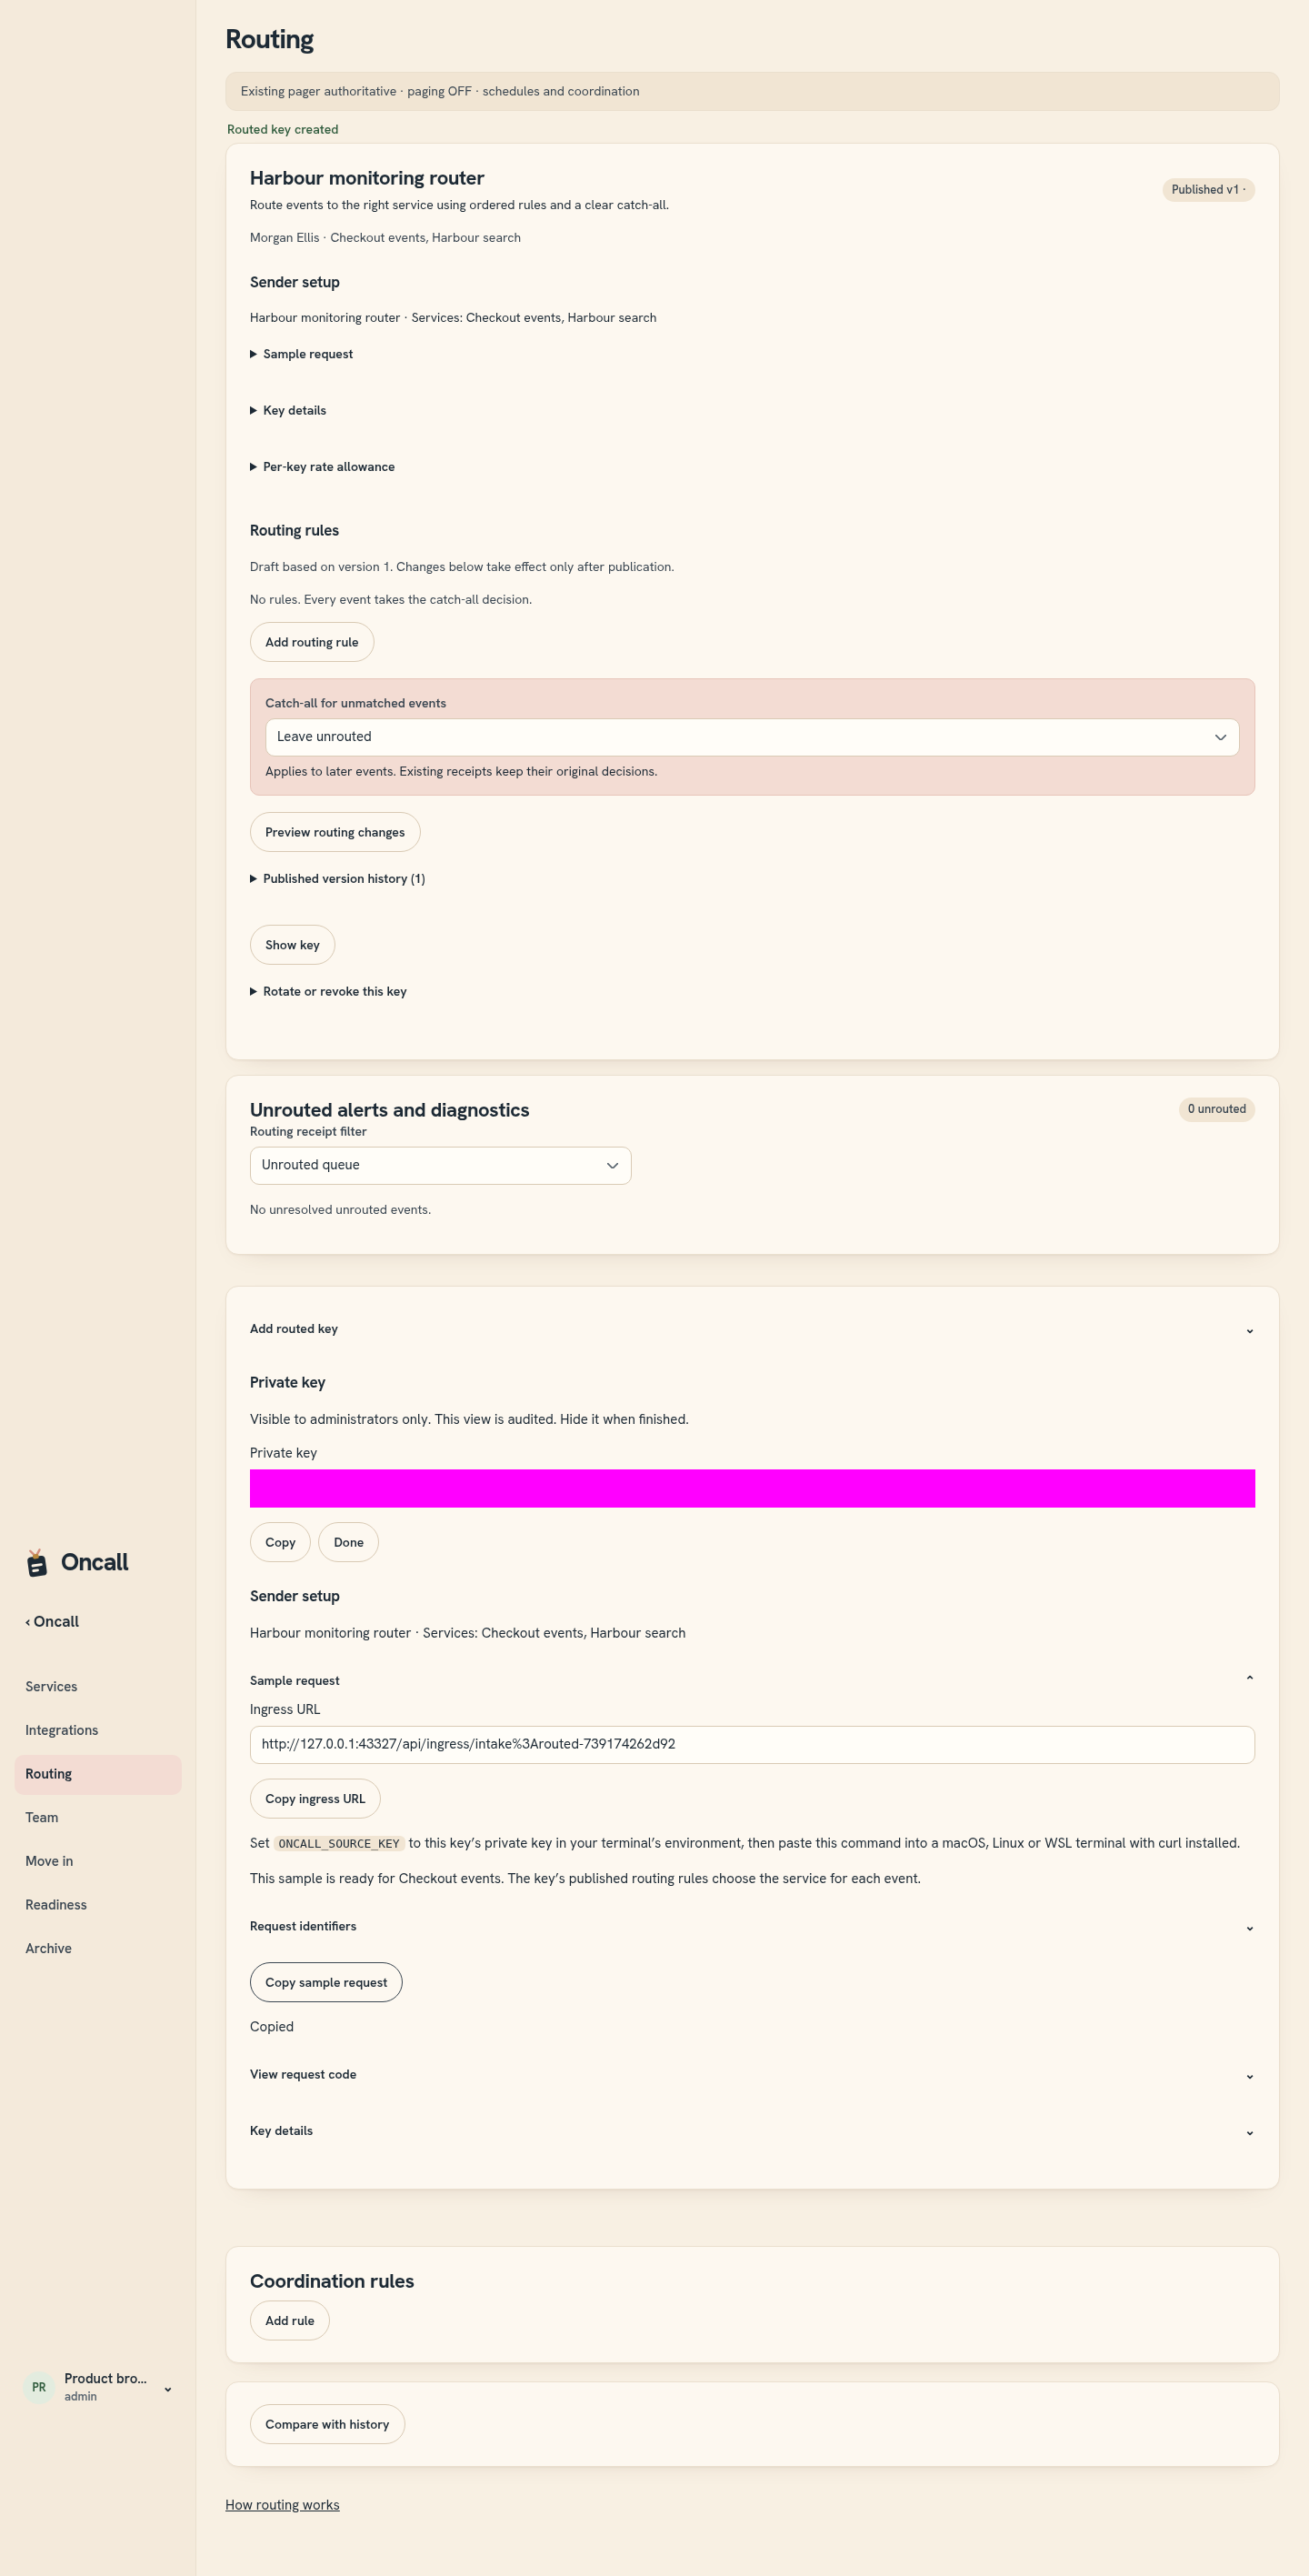 Routing
Existing pager authoritative · paging OFF · schedules and coordination
Routed key created
Harbour monitoring router
Published v1 ·
Route events to the right service using ordered rules and a clear catch-all.
Morgan Ellis · Checkout events, Harbour search
Sender setup
Harbour monitoring router · Services: Checkout events, Harbour search
Sample request
Key details
Per-key rate allowance
Routing rules
Draft based on version 1. Changes below take effect only after publication.
No rules. Every event takes the catch-all decision.
Add routing rule
Catch-all for unmatched events
Leave unrouted
Applies to later events. Existing receipts keep their original decisions.
Preview routing changes
Published version history (1)
Show key
Rotate or revoke this key
Unrouted alerts and diagnostics
0 unrouted
Routing receipt filter
Unrouted queue
No unresolved unrouted events.
Add routed key
Private key
Visible to administrators only. This view is audited. Hide it when finished.
Private key
Copy
Done
Sender setup
Harbour monitoring router · Services: Checkout events, Harbour search
Sample request
Ingress URL
http://127.0.0.1:43327/api/ingress/intake%3Arouted-739174262d92
Copy ingress URL
Set ONCALL_SOURCE_KEY to this key’s private key in your terminal’s environment, then paste this command into a macOS, Linux or WSL terminal with curl installed.
This sample is ready for Checkout events. The key’s published routing rules choose the service for each event.
Request identifiers
Copy sample request
Copied
View request code
Key details
Coordination rules
Add rule
Compare with history
How routing works
Oncall
‹ Oncall
Services
Integrations
Routing
Team
Move in
Readiness
Archive
PR
Product bro...
admin